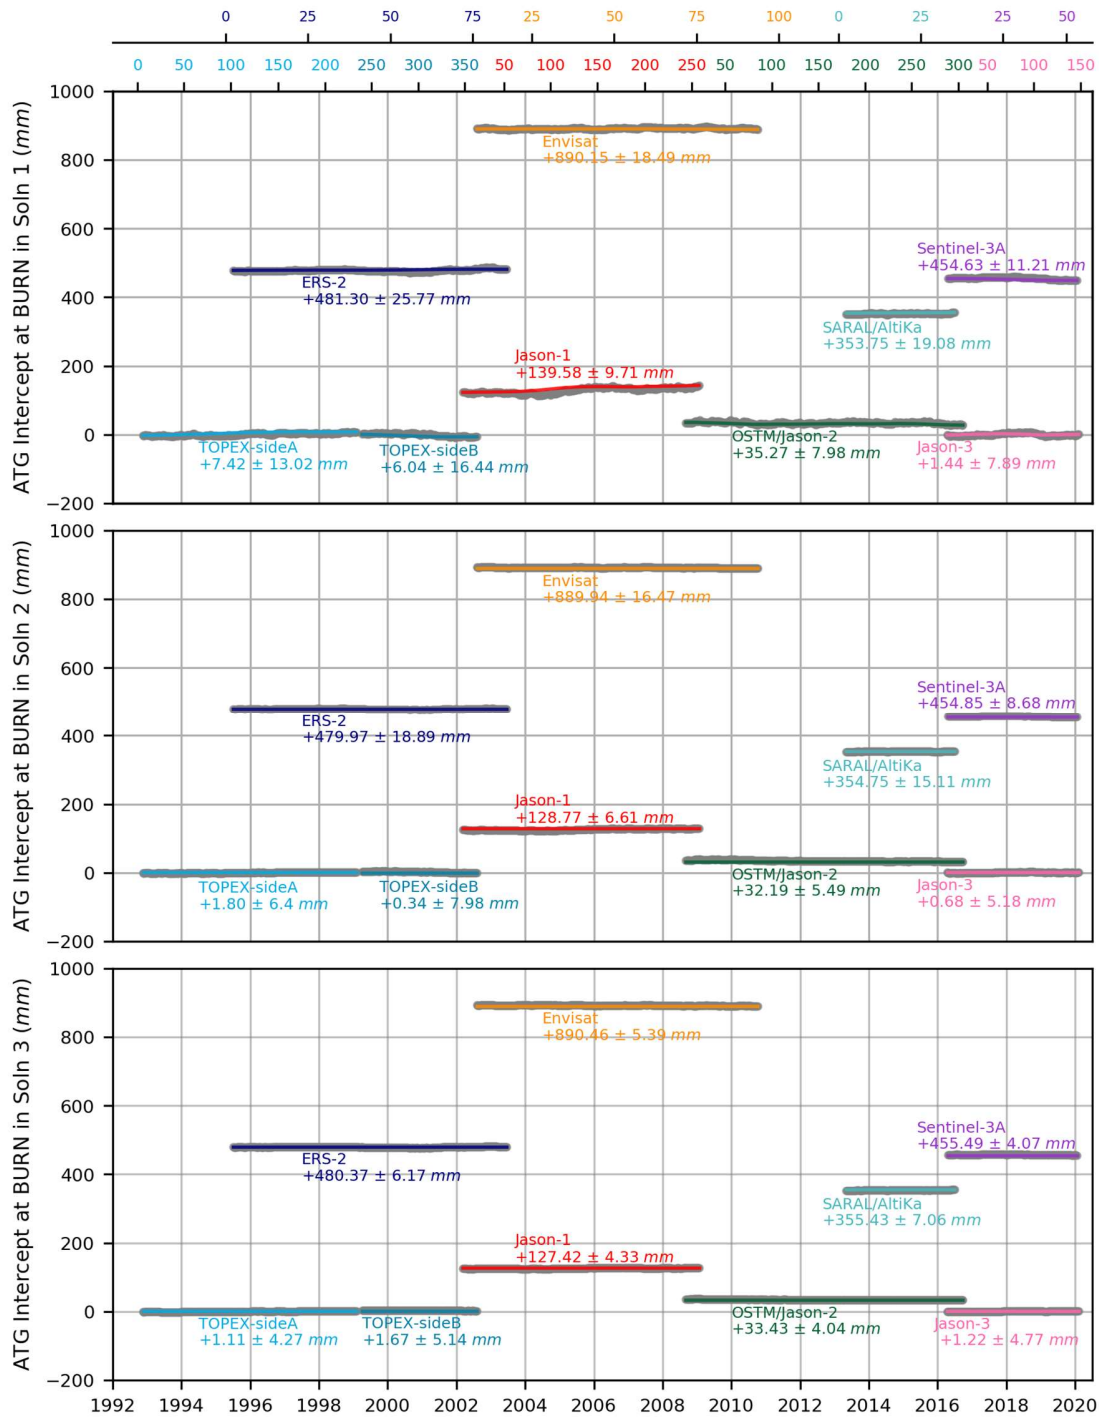 0 25 50 75 25 50 75 100 0 25 25 50
0 50 100 150 200 250 300 350 50 100 150 200 250 50 100 150 200 250 300 50 100 150
ATG Intercept at BURN in Soln 1 (mm)
1000
800
600
400
200
0
−200
Envisat
+890.15 ± 18.49 mm
Sentinel-3A
+454.63 ± 11.21 mm
ERS-2
+481.30 ± 25.77 mm
SARAL/AltiKa
+353.75 ± 19.08 mm
Jason-1
+139.58 ± 9.71 mm
TOPEX-sideA
+7.42 ± 13.02 mm
TOPEX-sideB
+6.04 ± 16.44 mm
OSTM/Jason-2
+35.27 ± 7.98 mm
Jason-3
+1.44 ± 7.89 mm
ATG Intercept at BURN in Soln 2 (mm)
1000
800
600
400
200
0
−200
Envisat
+889.94 ± 16.47 mm
Sentinel-3A
+454.85 ± 8.68 mm
ERS-2
+479.97 ± 18.89 mm
SARAL/AltiKa
+354.75 ± 15.11 mm
Jason-1
+128.77 ± 6.61 mm
TOPEX-sideA
+1.80 ± 6.4 mm
TOPEX-sideB
+0.34 ± 7.98 mm
OSTM/Jason-2
+32.19 ± 5.49 mm
Jason-3
+0.68 ± 5.18 mm
ATG Intercept at BURN in Soln 3 (mm)
1000
800
600
400
200
0
−200
Envisat
+890.46 ± 5.39 mm
Sentinel-3A
+455.49 ± 4.07 mm
ERS-2
+480.37 ± 6.17 mm
SARAL/AltiKa
+355.43 ± 7.06 mm
Jason-1
+127.42 ± 4.33 mm
TOPEX-sideA
+1.11 ± 4.27 mm
TOPEX-sideB
+1.67 ± 5.14 mm
OSTM/Jason-2
+33.43 ± 4.04 mm
Jason-3
+1.22 ± 4.77 mm
1992 1994 1996 1998 2000 2002 2004 2006 2008 2010 2012 2014 2016 2018 2020